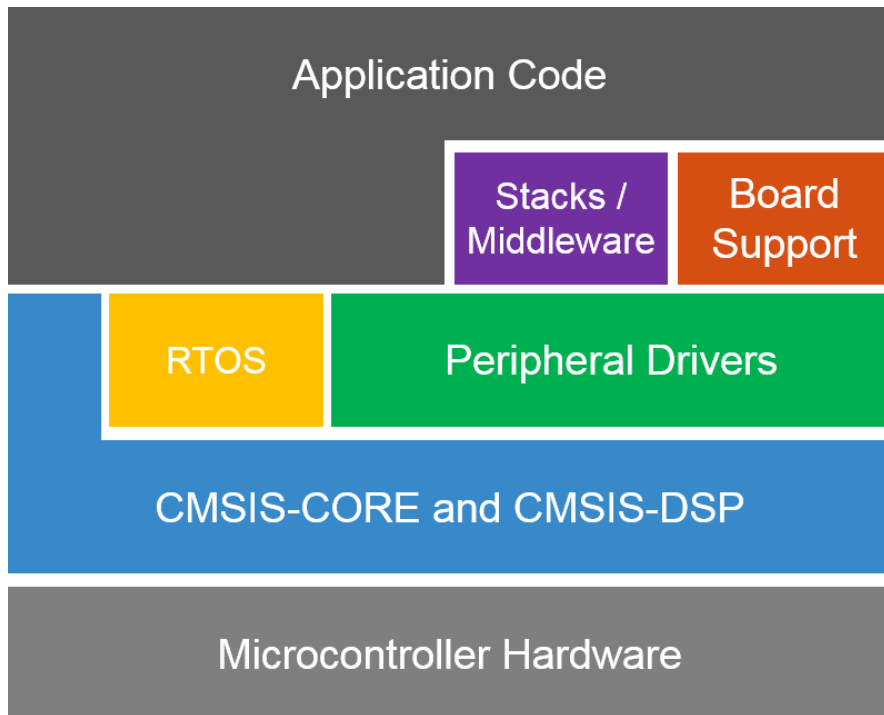 Application Code
Stacks /
Middleware
Board
Support
RTOS
Peripheral Drivers
CMSIS-CORE and CMSIS-DSP
Microcontroller Hardware